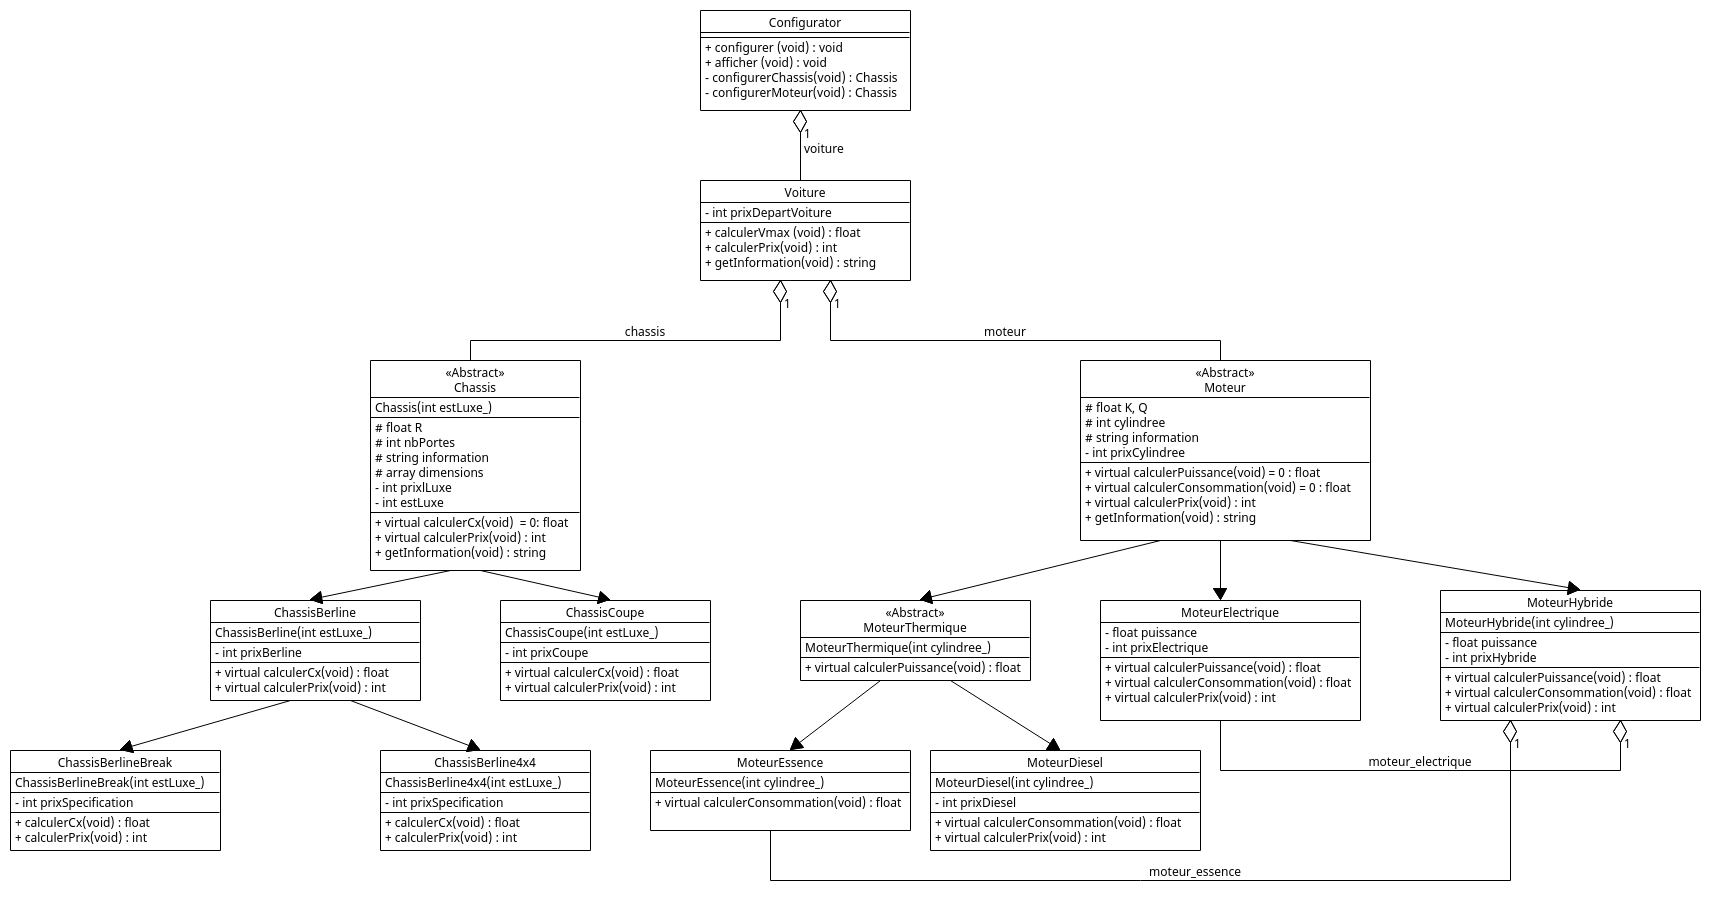 Configurator
+ configurer (void) : void
+ afficher (void) : void
- configurerChassis(void) : Chassis
- configurerMoteur(void) : Chassis
1
voiture
Voiture
- int prixDepartVoiture
+ calculerVmax (void) : float
+ calculerPrix(void) : int
+ getInformation(void) : string
1
1
chassis
moteur
«Abstract»
Chassis
Chassis(int estLuxe_)
# float R
# int nbPortes
# string information
# array dimensions
- int prixlLuxe
- int estLuxe
+ virtual calculerCx(void)  = 0: float
+ virtual calculerPrix(void) : int
+ getInformation(void) : string
«Abstract»
Moteur
# float K, Q
# int cylindree
# string information
- int prixCylindree
+ virtual calculerPuissance(void) = 0 : float
+ virtual calculerConsommation(void) = 0 : float
+ virtual calculerPrix(void) : int
+ getInformation(void) : string
ChassisBerline
ChassisBerline(int estLuxe_)
- int prixBerline
+ virtual calculerCx(void) : float
+ virtual calculerPrix(void) : int
ChassisCoupe
ChassisCoupe(int estLuxe_)
- int prixCoupe
+ virtual calculerCx(void) : float
+ virtual calculerPrix(void) : int
«Abstract»
MoteurThermique
MoteurThermique(int cylindree_)
+ virtual calculerPuissance(void) : float
MoteurElectrique
- float puissance
- int prixElectrique
+ virtual calculerPuissance(void) : float
+ virtual calculerConsommation(void) : float
+ virtual calculerPrix(void) : int
MoteurHybride
MoteurHybride(int cylindree_)
- float puissance
- int prixHybride
+ virtual calculerPuissance(void) : float
+ virtual calculerConsommation(void) : float
+ virtual calculerPrix(void) : int
1
1
moteur_electrique
ChassisBerlineBreak
ChassisBerlineBreak(int estLuxe_)
- int prixSpecification
+ calculerCx(void) : float
+ calculerPrix(void) : int
ChassisBerline4x4
ChassisBerline4x4(int estLuxe_)
- int prixSpecification
+ calculerCx(void) : float
+ calculerPrix(void) : int
MoteurEssence
MoteurEssence(int cylindree_)
+ virtual calculerConsommation(void) : float
MoteurDiesel
MoteurDiesel(int cylindree_)
- int prixDiesel
+ virtual calculerConsommation(void) : float
+ virtual calculerPrix(void) : int
moteur_essence